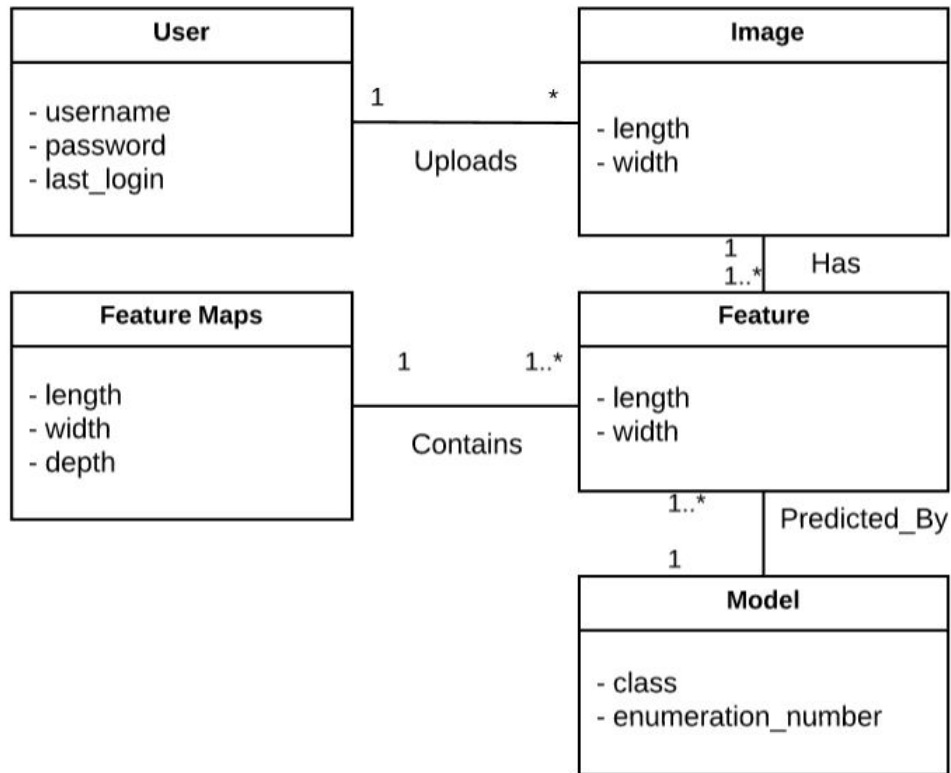 User
- username
- password
- last_login
1
*
Uploads
Image
- length
- width
1
1..*
Has
Feature Maps
- length
- width
- depth
1
1..*
Contains
Feature
- length
- width
1..*
Predicted_By
1
Model
- class
- enumeration_number